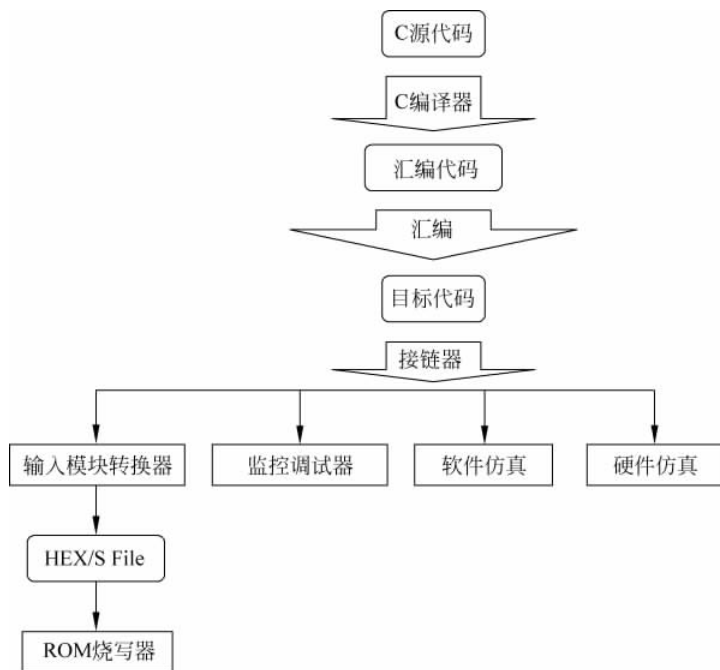 C源代码
C编译器
汇编代码
汇编
目标代码
接链器
输入模块转换器
监控调试器
软件仿真
硬件仿真
HEX/S File
ROM烧写器